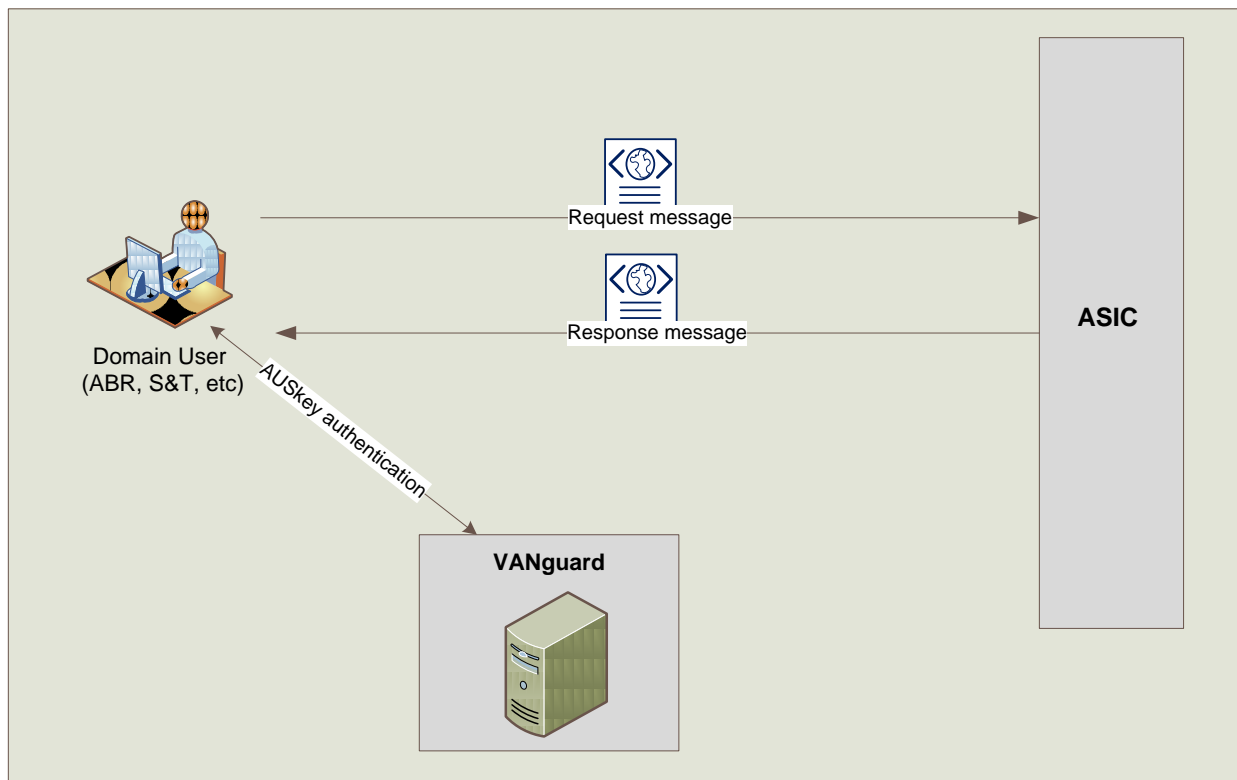 Request message
Response message
ASIC
Domain User
(ABR, S&T, etc)
AUSkey authentication
VANguard